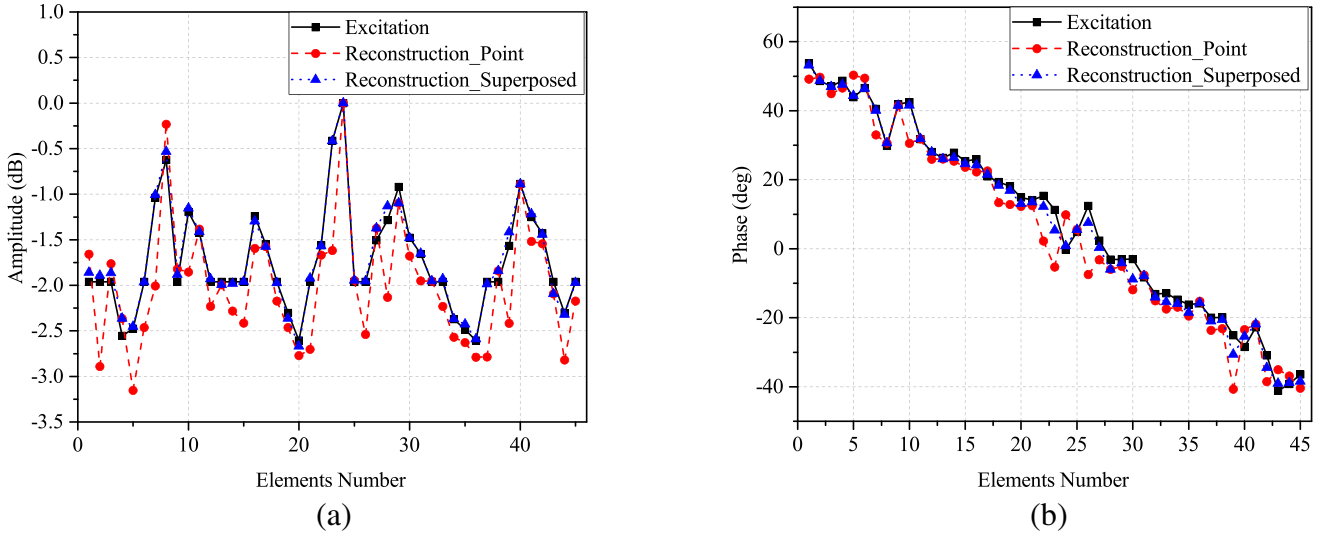 Excitation
Reconstruction_Point
Reconstruction_Superposed
1.0
0.5
0.0
-0.5
-1.0
-1.5
-2.0
-2.5
-3.0
-3.5
Amplitude (dB)
0 10 20 30 40
Elements Number
(a)
Excitation
Reconstruction_Point
Reconstruction_Superposed
60
40
20
0
-20
-40
Phase (deg)
0 5 10 15 20 25 30 35 40 45
Elements Number
(b)